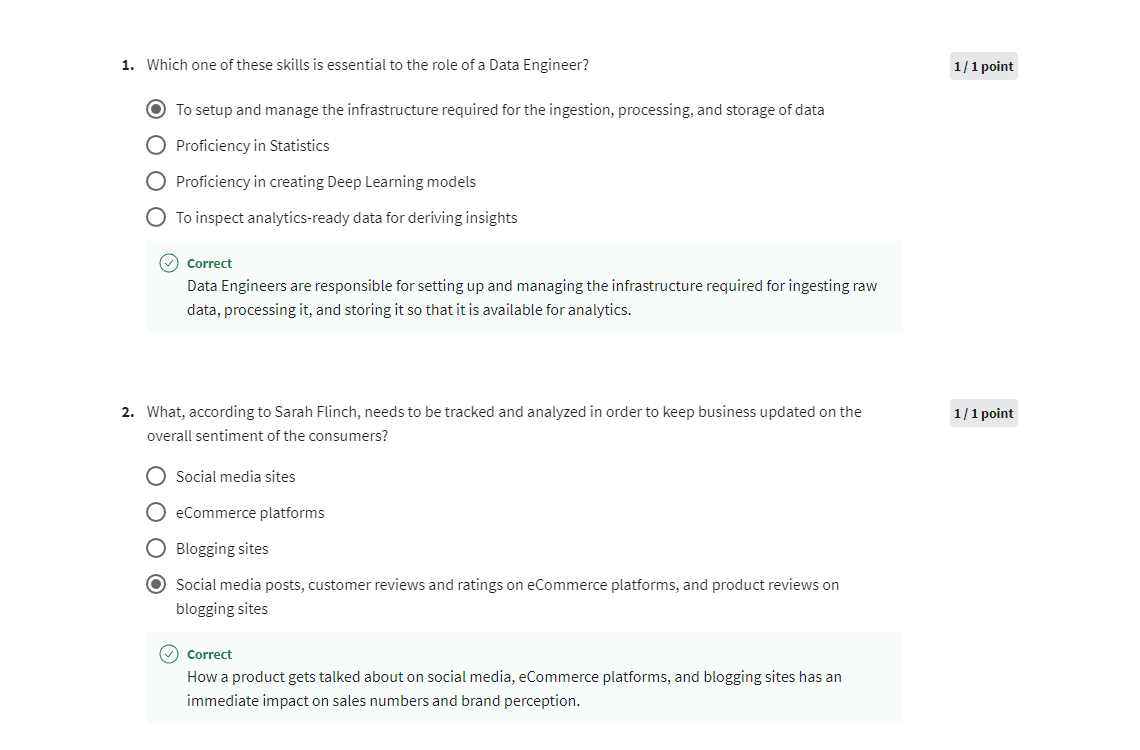 1. Which one of these skills is essential to the role of a Data Engineer?
1 / 1 point
To setup and manage the infrastructure required for the ingestion, processing, and storage of data
Proficiency in Statistics
Proficiency in creating Deep Learning models
To inspect analytics-ready data for deriving insights
Correct
Data Engineers are responsible for setting up and managing the infrastructure required for ingesting raw
data, processing it, and storing it so that it is available for analytics.
2. What, according to Sarah Flinch, needs to be tracked and analyzed in order to keep business updated on the
1 / 1 point
overall sentiment of the consumers?
Social media sites
eCommerce platforms
Blogging sites
Social media posts, customer reviews and ratings on eCommerce platforms, and product reviews on
blogging sites
Correct
How a product gets talked about on social media, eCommerce platforms, and blogging sites has an
immediate impact on sales numbers and brand perception.